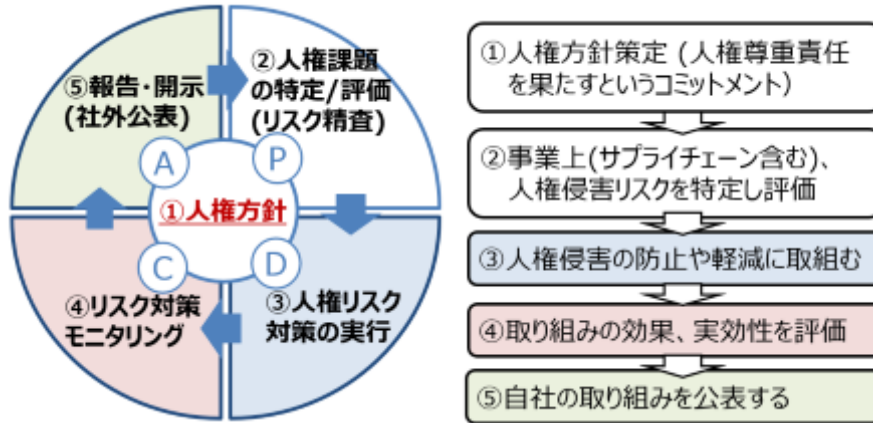 ⑤報告・開示
(社外公表)
②人権課題
の特定/評価
(リスク精査)
A
P
①人権方針
C
D
④リスク対策
モニタリング
③人権リスク
対策の実行
①人権方針策定 (人権尊重責任
を果たすというコミットメント)
②事業上(サプライチェーン含む)、
人権侵害リスクを特定し評価
③人権侵害の防止や軽減に取組む
④取り組みの効果、実効性を評価
⑤自社の取り組みを公表する